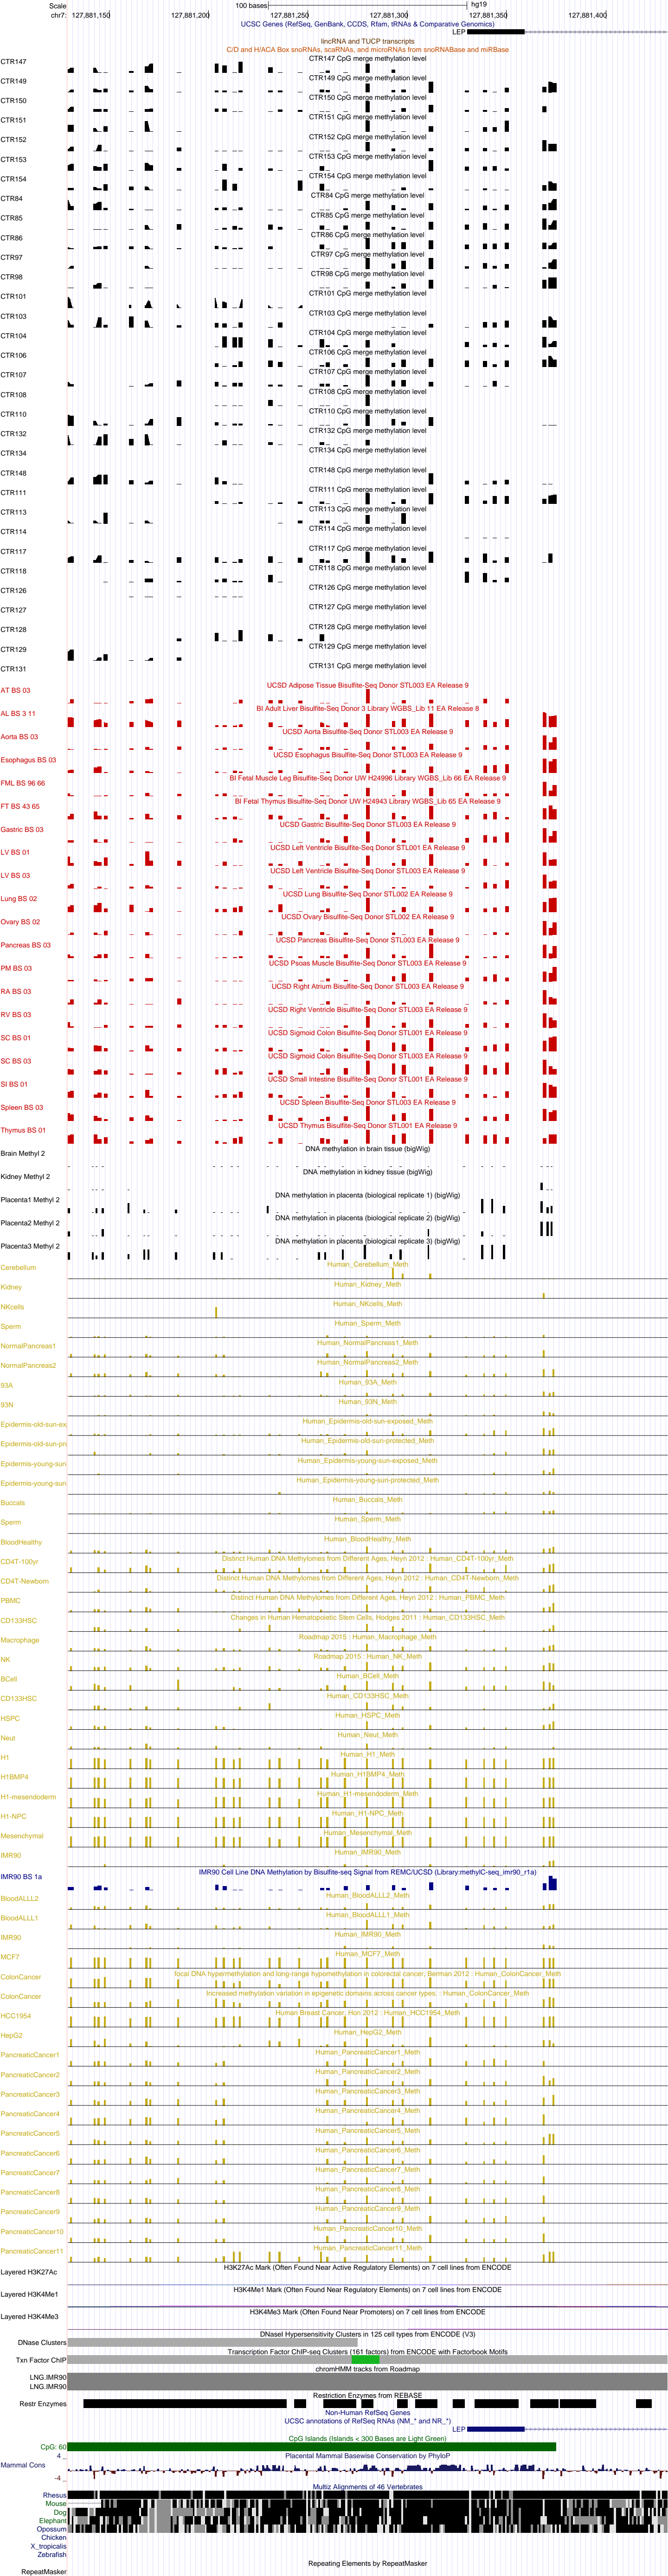 Scale 100 bases hg19
chr7: 127,881,150 127,881,200 127,881,250 127,881,300 127,881,350 127,881,400
UCSC Genes (RefSeq, GenBank, CCDS, Rfam, tRNAs & Comparative Genomics)
LEP
lincRNA and TUCP transcripts
C/D and H/ACA Box snoRNAs, scaRNAs, and microRNAs from snoRNABase and miRBase
CTR147 CpG merge methylation level
CTR147
CTR149 CpG merge methylation level
CTR149
CTR150 CpG merge methylation level
CTR150
CTR151 CpG merge methylation level
CTR151
CTR152 CpG merge methylation level
CTR152
CTR153 CpG merge methylation level
CTR153
CTR154 CpG merge methylation level
CTR154
CTR84 CpG merge methylation level
CTR84
CTR85 CpG merge methylation level
CTR85
CTR86 CpG merge methylation level
CTR86
CTR97 CpG merge methylation level
CTR97
CTR98 CpG merge methylation level
CTR98
CTR101 CpG merge methylation level
CTR101
CTR103 CpG merge methylation level
CTR103
CTR104 CpG merge methylation level
CTR104
CTR106 CpG merge methylation level
CTR106
CTR107 CpG merge methylation level
CTR107
CTR108 CpG merge methylation level
CTR108
CTR110 CpG merge methylation level
CTR110
CTR132 CpG merge methylation level
CTR132
CTR134 CpG merge methylation level
CTR134
CTR148 CpG merge methylation level
CTR148
CTR111 CpG merge methylation level
CTR111
CTR113 CpG merge methylation level
CTR113
CTR114 CpG merge methylation level
CTR114
CTR117 CpG merge methylation level
CTR117
CTR118 CpG merge methylation level
CTR118
CTR126 CpG merge methylation level
CTR126
CTR127 CpG merge methylation level
CTR127
CTR128 CpG merge methylation level
CTR128
CTR129 CpG merge methylation level
CTR129
CTR131 CpG merge methylation level
CTR131
UCSD Adipose Tissue Bisulfite-Seq Donor STL003 EA Release 9
AT BS 03
BI Adult Liver Bisulfite-Seq Donor 3 Library WGBS_Lib 11 EA Release 8
AL BS 3 11
UCSD Aorta Bisulfite-Seq Donor STL003 EA Release 9
Aorta BS 03
UCSD Esophagus Bisulfite-Seq Donor STL003 EA Release 9
Esophagus BS 03
BI Fetal Muscle Leg Bisulfite-Seq Donor UW H24996 Library WGBS_Lib 66 EA Release 9
FML BS 96 66
BI Fetal Thymus Bisulfite-Seq Donor UW H24943 Library WGBS_Lib 65 EA Release 9
FT BS 43 65
UCSD Gastric Bisulfite-Seq Donor STL003 EA Release 9
Gastric BS 03
UCSD Left Ventricle Bisulfite-Seq Donor STL001 EA Release 9
LV BS 01
UCSD Left Ventricle Bisulfite-Seq Donor STL003 EA Release 9
LV BS 03
UCSD Lung Bisulfite-Seq Donor STL002 EA Release 9
Lung BS 02
UCSD Ovary Bisulfite-Seq Donor STL002 EA Release 9
Ovary BS 02
UCSD Pancreas Bisulfite-Seq Donor STL003 EA Release 9
Pancreas BS 03
UCSD Psoas Muscle Bisulfite-Seq Donor STL003 EA Release 9
PM BS 03
UCSD Right Atrium Bisulfite-Seq Donor STL003 EA Release 9
RA BS 03
UCSD Right Ventricle Bisulfite-Seq Donor STL003 EA Release 9
RV BS 03
UCSD Sigmoid Colon Bisulfite-Seq Donor STL001 EA Release 9
SC BS 01
UCSD Sigmoid Colon Bisulfite-Seq Donor STL003 EA Release 9
SC BS 03
UCSD Small Intestine Bisulfite-Seq Donor STL001 EA Release 9
SI BS 01
UCSD Spleen Bisulfite-Seq Donor STL003 EA Release 9
Spleen BS 03
UCSD Thymus Bisulfite-Seq Donor STL001 EA Release 9
Thymus BS 01
DNA methylation in brain tissue (bigWig)
Brain Methyl 2
DNA methylation in kidney tissue (bigWig)
Kidney Methyl 2
DNA methylation in placenta (biological replicate 1) (bigWig)
Placenta1 Methyl 2
DNA methylation in placenta (biological replicate 2) (bigWig)
Placenta2 Methyl 2
DNA methylation in placenta (biological replicate 3) (bigWig)
Placenta3 Methyl 2
Human_Cerebellum_Meth
Cerebellum
Human_Kidney_Meth
Kidney
Human_NKcells_Meth
NKcells
Human_Sperm_Meth
Sperm
Human_NormalPancreas1_Meth
NormalPancreas1
Human_NormalPancreas2_Meth
NormalPancreas2
Human_93A_Meth
93A
Human_93N_Meth
93N
Human_Epidermis-old-sun-exposed_Meth
Epidermis-old-sun-ex
Human_Epidermis-old-sun-protected_Meth
Epidermis-old-sun-pr
Human_Epidermis-young-sun-exposed_Meth
Epidermis-young-sun
Human_Epidermis-young-sun-protected_Meth
Epidermis-young-sun
Human_Buccals_Meth
Buccals
Human_Sperm_Meth
Sperm
Human_BloodHealthy_Meth
BloodHealthy
Distinct Human DNA Methylomes from Different Ages, Heyn 2012 : Human_CD4T-100yr_Meth
CD4T-100yr
Distinct Human DNA Methylomes from Different Ages, Heyn 2012 : Human_CD4T-Newborn_Meth
CD4T-Newborn
Distinct Human DNA Methylomes from Different Ages, Heyn 2012 : Human_PBMC_Meth
PBMC
Changes in Human Hematopoietic Stem Cells, Hodges 2011 : Human_CD133HSC_Meth
CD133HSC
Roadmap 2015 : Human_Macrophage_Meth
Macrophage
Roadmap 2015 : Human_NK_Meth
NK
Human_BCell_Meth
BCell
Human_CD133HSC_Meth
CD133HSC
Human_HSPC_Meth
HSPC
Human_Neut_Meth
Neut
Human_H1_Meth
H1
Human_H1BMP4_Meth
H1BMP4
Human_H1-mesendoderm_Meth
H1-mesendoderm
Human_H1-NPC_Meth
H1-NPC
Human_Mesenchymal_Meth
Mesenchymal
Human_IMR90_Meth
IMR90
IMR90 Cell Line DNA Methylation by Bisulfite-seq Signal from REMC/UCSD (Library:methylC-seq_imr90_r1a)
IMR90 BS 1a
Human_BloodALLL2_Meth
BloodALLL2
Human_BloodALLL1_Meth
BloodALLL1
Human_IMR90_Meth
IMR90
Human_MCF7_Meth
MCF7
focal DNA hypermethylation and long-range hypomethylation in colorectal cancer, Berman 2012 : Human_ColonCancer_Meth
ColonCancer
Increased methylation variation in epigenetic domains across cancer types. : Human_ColonCancer_Meth
ColonCancer
Human Breast Cancer, Hon 2012 : Human_HCC1954_Meth
HCC1954
Human_HepG2_Meth
HepG2
Human_PancreaticCancer1_Meth
PancreaticCancer1
Human_PancreaticCancer2_Meth
PancreaticCancer2
Human_PancreaticCancer3_Meth
PancreaticCancer3
Human_PancreaticCancer4_Meth
PancreaticCancer4
Human_PancreaticCancer5_Meth
PancreaticCancer5
Human_PancreaticCancer6_Meth
PancreaticCancer6
Human_PancreaticCancer7_Meth
PancreaticCancer7
Human_PancreaticCancer8_Meth
PancreaticCancer8
Human_PancreaticCancer9_Meth
PancreaticCancer9
Human_PancreaticCancer10_Meth
PancreaticCancer10
Human_PancreaticCancer11_Meth
PancreaticCancer11
H3K27Ac Mark (Often Found Near Active Regulatory Elements) on 7 cell lines from ENCODE
Layered H3K27Ac
H3K4Me1 Mark (Often Found Near Regulatory Elements) on 7 cell lines from ENCODE
Layered H3K4Me1
H3K4Me3 Mark (Often Found Near Promoters) on 7 cell lines from ENCODE
Layered H3K4Me3
DNaseI Hypersensitivity Clusters in 125 cell types from ENCODE (V3)
DNase Clusters
Transcription Factor ChIP-seq Clusters (161 factors) from ENCODE with Factorbook Motifs
Txn Factor ChIP
chromHMM tracks from Roadmap
LNG.IMR90
LNG.IMR90
Restriction Enzymes from REBASE
Restr Enzymes
Non-Human RefSeq Genes
UCSC annotations of RefSeq RNAs (NM_* and NR_*)
LEP
CpG Islands (Islands < 300 Bases are Light Green)
CpG: 60
4 _ Placental Mammal Basewise Conservation by PhyloP
Mammal Cons
-4 _
Multiz Alignments of 46 Vertebrates
Rhesus
Mouse
Dog
Elephant
Opossum
Chicken
X_tropicalis
Zebrafish
Repeating Elements by RepeatMasker
RepeatMasker